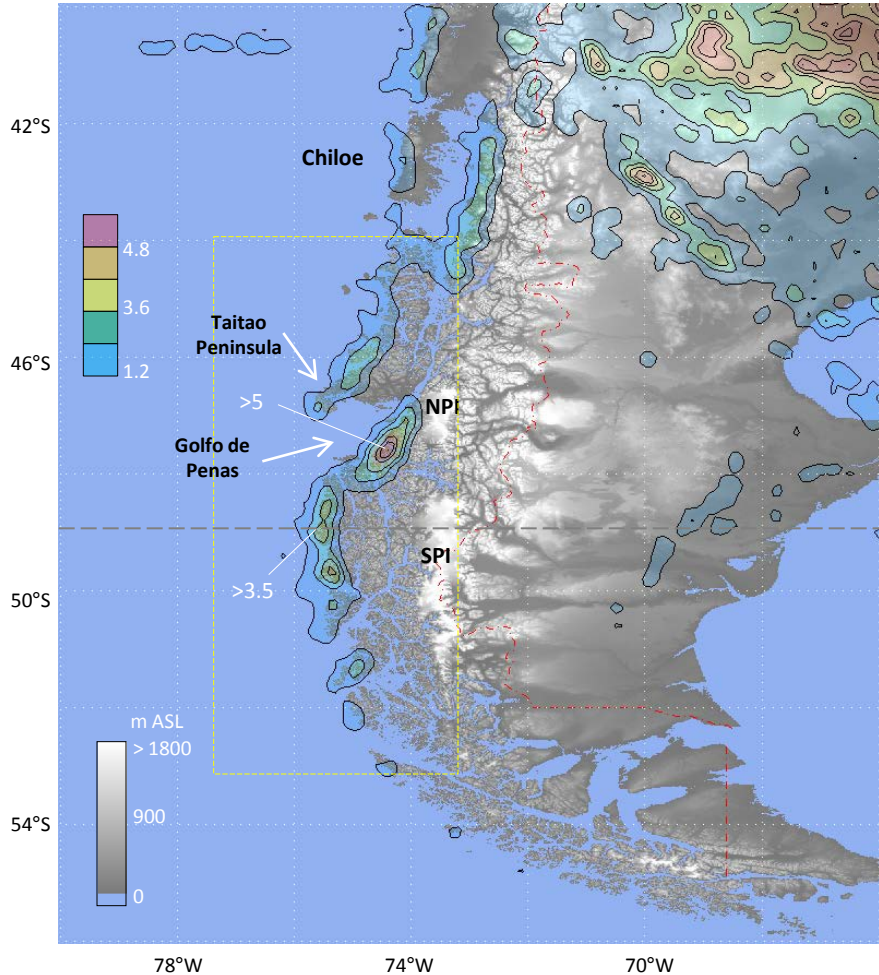 42°S
Chiloe
4.8
3.6
1.2
Taitao
Peninsula
46°S
>5
NPI
Golfo de
Penas
SPI
>3.5
50°S
m ASL
> 1800
900
0
54°S
78°W
74°W
70°W